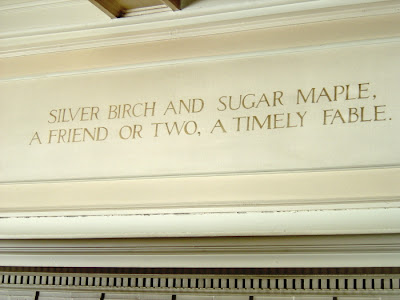 SILVER BIRCH AND SUGAR MAPLE,
A FRIEND OR TWO, A TIMELY FABLE.